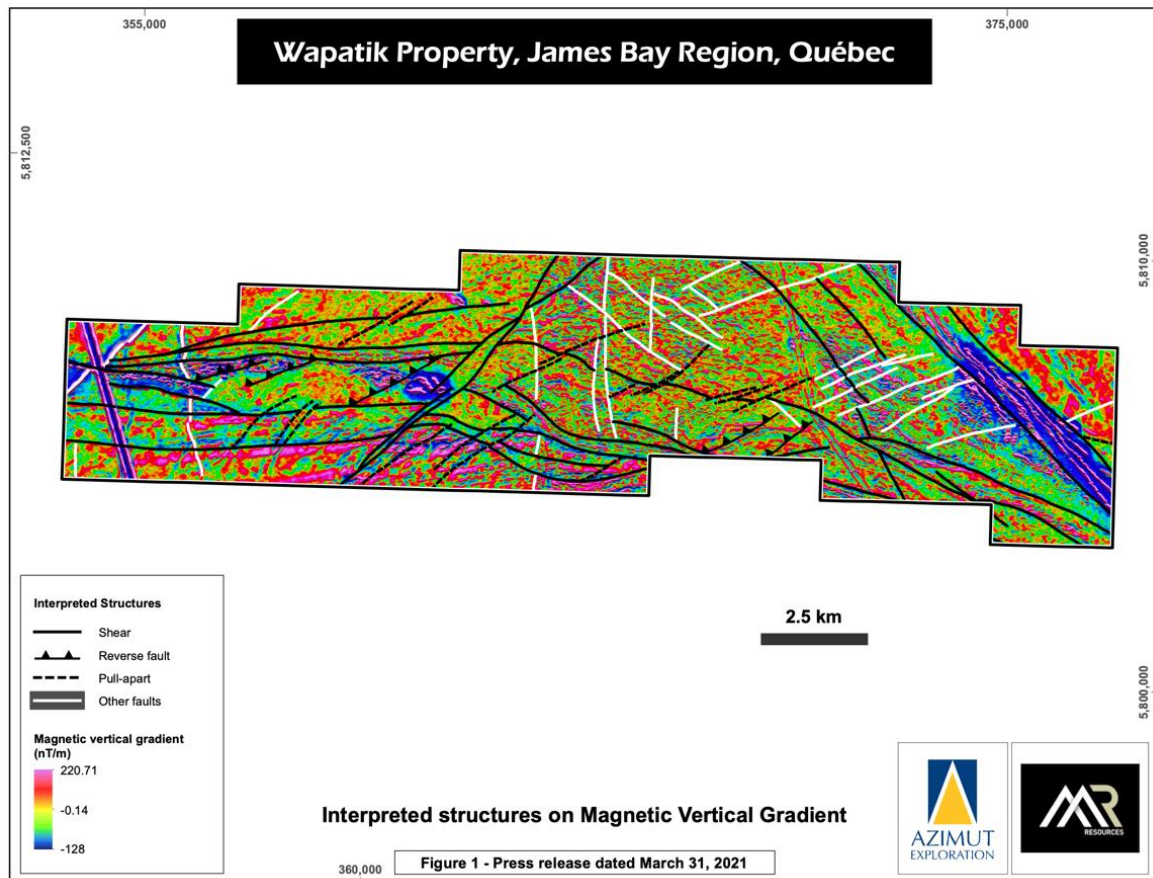 355,000
375,000
Wapatik Property, James Bay Region, Québec
5,812,500
5,810,000
Interpreted Structures
Shear
Reverse fault
Pull-apart
Other faults
Magnetic vertical gradient
(nT/m)
220.71
-0.14
-128
2.5 km
5,800,000
Interpreted structures on Magnetic Vertical Gradient
AZIMUT
EXPLORATION
MR
RESOURCES
360,000
Figure 1 - Press release dated March 31, 2021